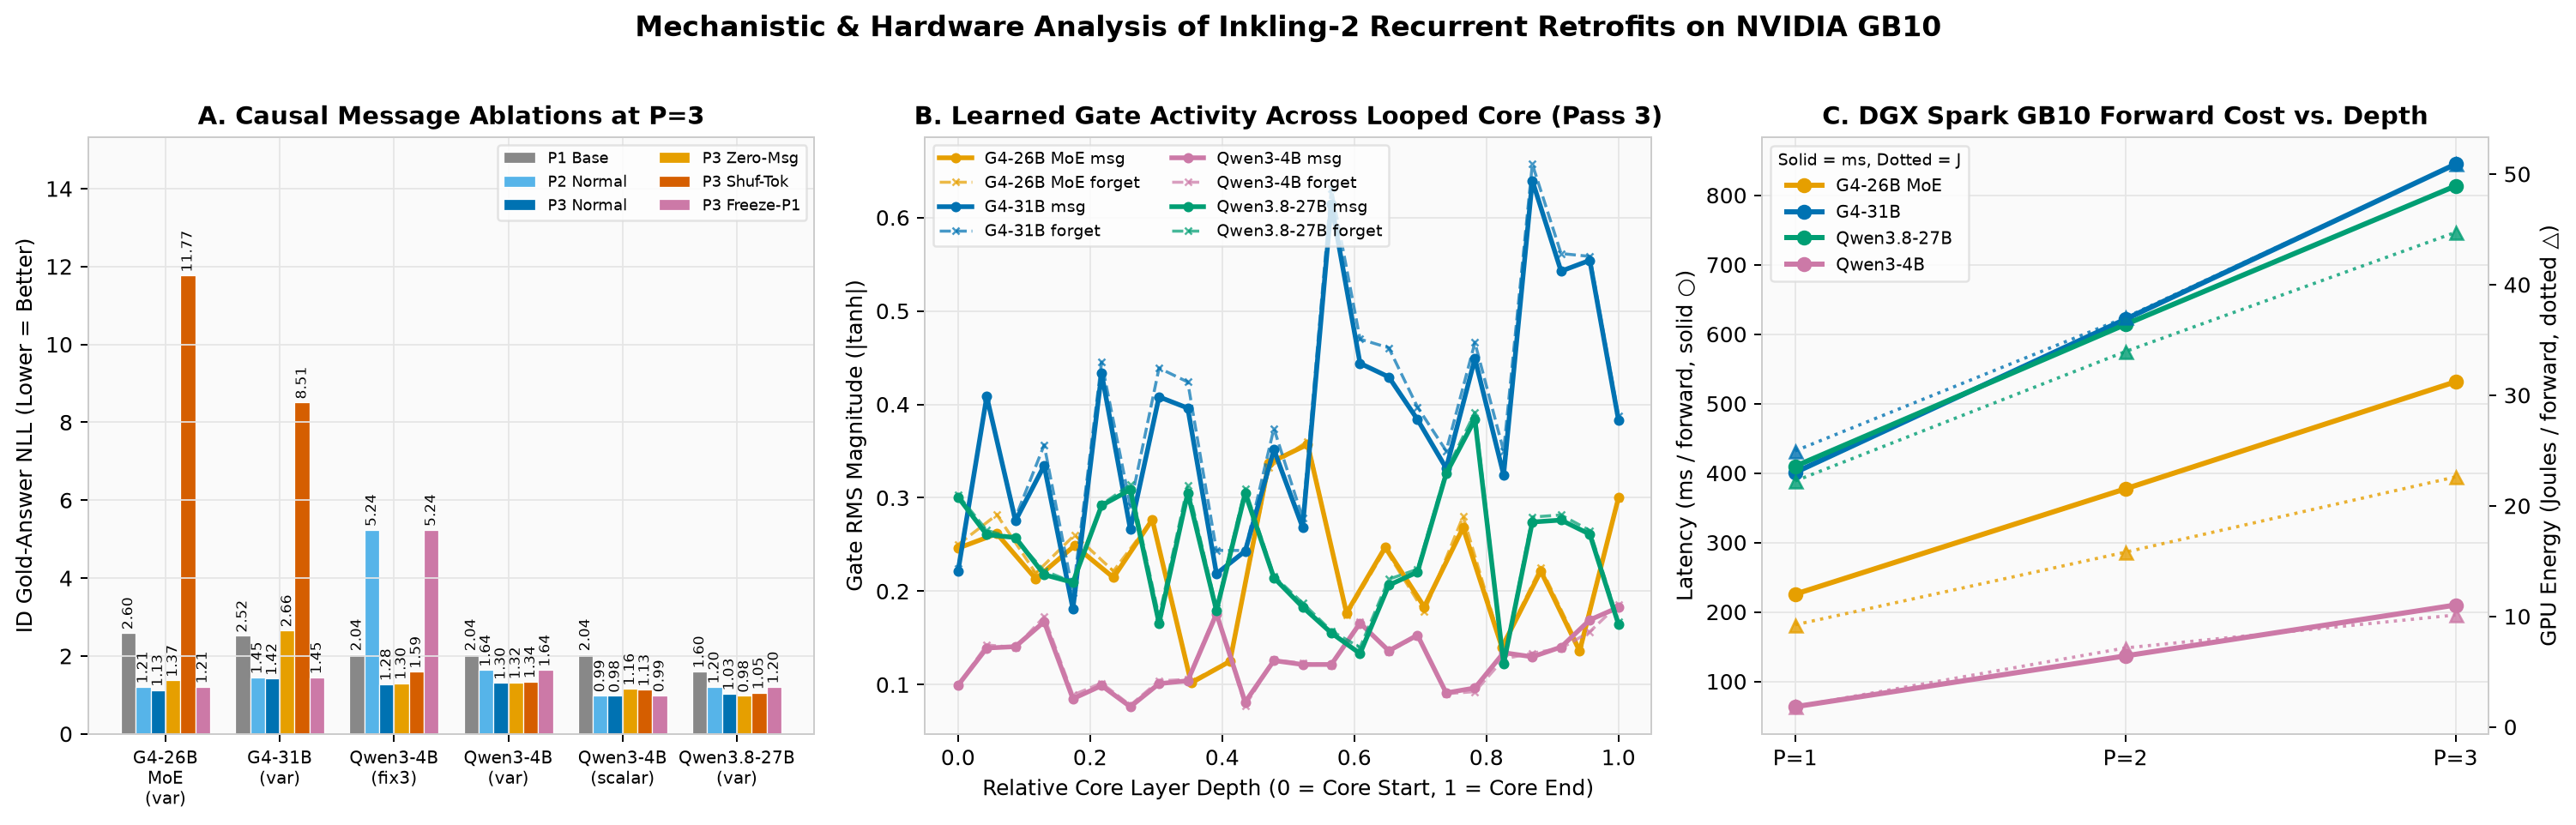 Mechanistic & Hardware Analysis of Inkling-2 Recurrent Retrofits on NVIDIA GB10
A. Causal Message Ablations at P=3
ID Gold-Answer NLL (Lower = Better)
14
12
10
8
6
4
2
0
P1 Base
P2 Normal
P3 Normal
P3 Zero-Msg
P3 Shuf-Tok
P3 Freeze-P1
2.60
1.21
1.13
1.37
11.77
1.21
2.52
1.45
1.42
2.66
8.51
1.45
2.04
5.24
1.28
1.30
1.59
5.24
2.04
1.64
1.30
1.32
1.34
1.64
2.04
0.99
0.98
1.16
1.13
0.99
1.60
1.20
1.03
0.98
1.05
1.20
G4-26B
MoE
(var)
G4-31B
(var)
Qwen3-4B
(fix3)
Qwen3-4B
(var)
Qwen3-4B
(scalar)
Qwen3.8-27B
(var)
B. Learned Gate Activity Across Looped Core (Pass 3)
Gate RMS Magnitude (|tanh|)
0.6
0.5
0.4
0.3
0.2
0.1
G4-26B MoE msg
G4-26B MoE forget
G4-31B msg
G4-31B forget
Qwen3-4B msg
Qwen3-4B forget
Qwen3.8-27B msg
Qwen3.8-27B forget
0.0
0.2
0.4
0.6
0.8
1.0
Relative Core Layer Depth (0 = Core Start, 1 = Core End)
C. DGX Spark GB10 Forward Cost vs. Depth
Latency (ms / forward, solid ○)
800
700
600
500
400
300
200
100
Solid = ms, Dotted = J
G4-26B MoE
G4-31B
Qwen3.8-27B
Qwen3-4B
P=1
P=2
P=3
50
40
30
20
10
0
GPU Energy (Joules / forward, dotted △)